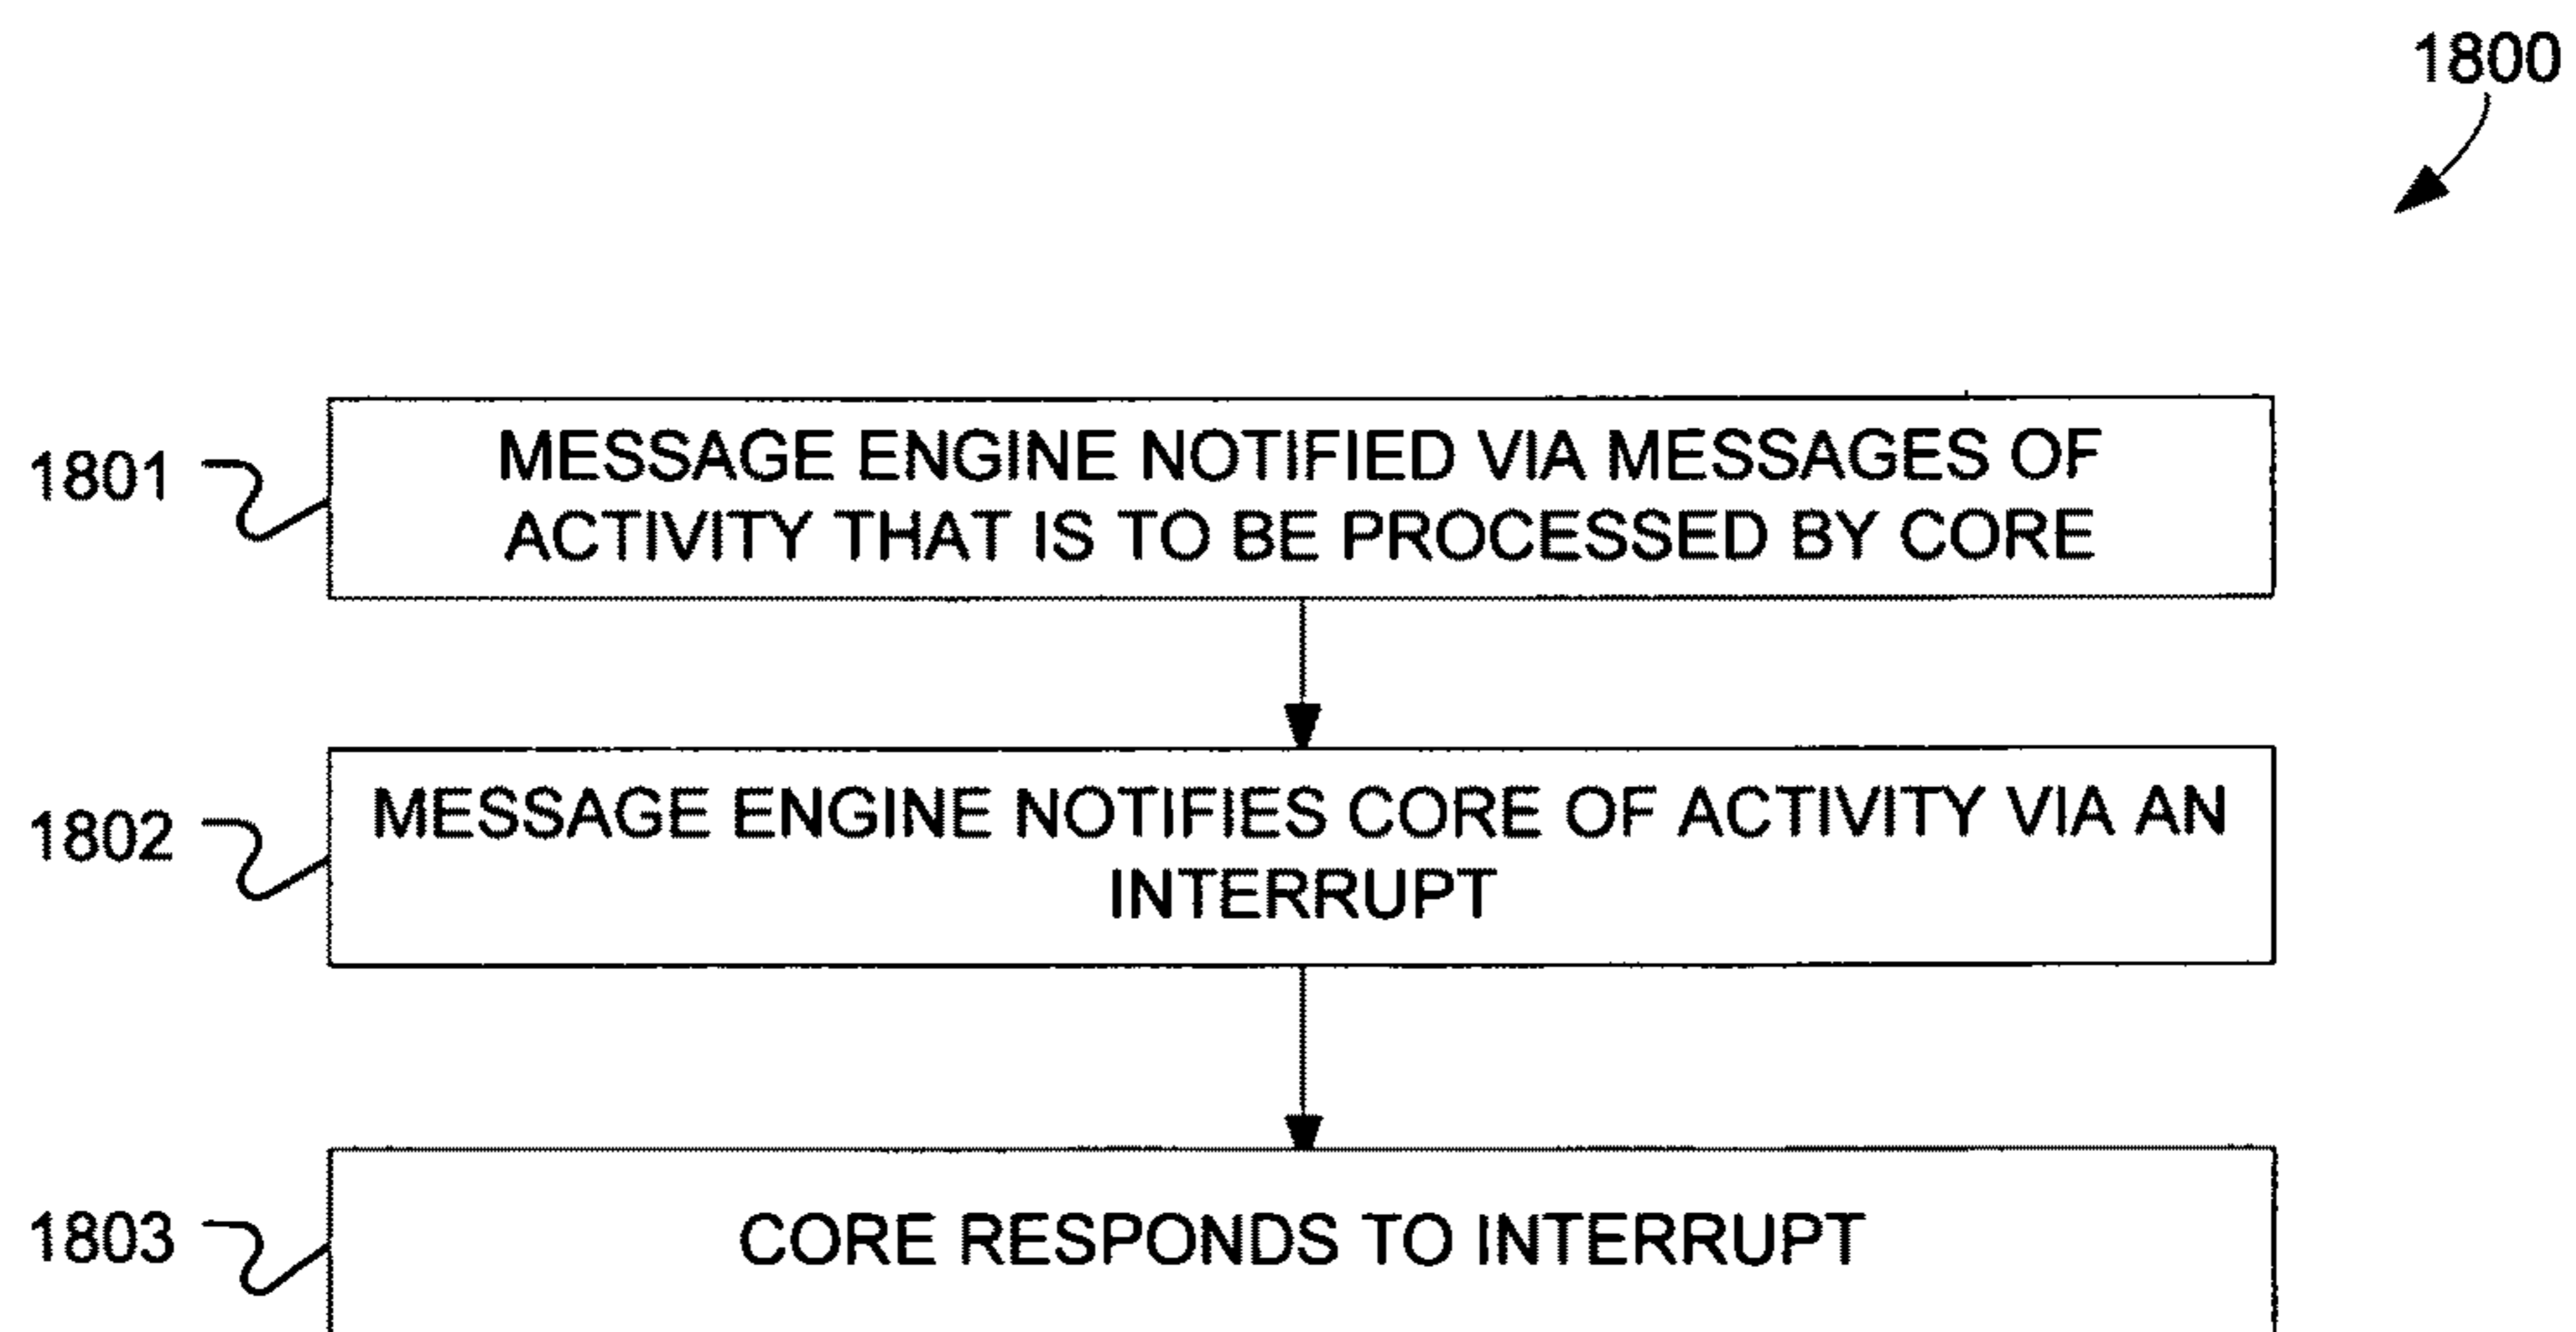 1800
1801
MESSAGE ENGINE NOTIFIED VIA MESSAGES OF
ACTIVITY THAT IS TO BE PROCESSED BY CORE
1802
MESSAGE ENGINE NOTIFIES CORE OF ACTIVITY VIA AN
INTERRUPT
1803
CORE RESPONDS TO INTERRUPT